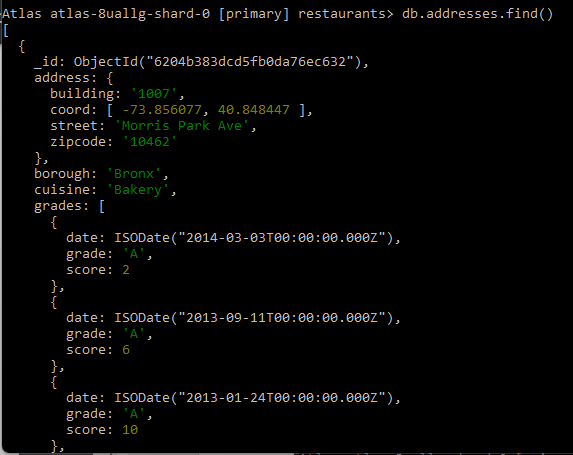 Atlas atlas-8uallg-shard-0 [primary] restaurants> db.addresses.find()
[
  {
    _id: ObjectId("6204b383dcd5fb0da76ec632"),
    address: {
      building: '1007',
      coord: [ -73.856077, 40.848447 ],
      street: 'Morris Park Ave',
      zipcode: '10462'
    },
    borough: 'Bronx',
    cuisine: 'Bakery',
    grades: [
      {
        date: ISODate("2014-03-03T00:00:00.000Z"),
        grade: 'A',
        score: 2
      },
      {
        date: ISODate("2013-09-11T00:00:00.000Z"),
        grade: 'A',
        score: 6
      },
      {
        date: ISODate("2013-01-24T00:00:00.000Z"),
        grade: 'A',
        score: 10
      },